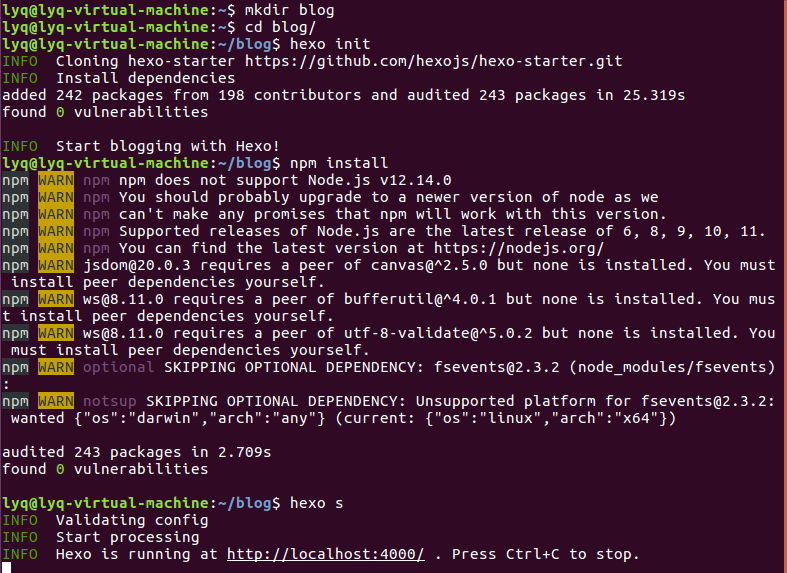 lyq@lyq-virtual-machine:~$ mkdir blog
lyq@lyq-virtual-machine:~$ cd blog/
lyq@lyq-virtual-machine:~/blog$ hexo init
INFO  Cloning hexo-starter https://github.com/hexojs/hexo-starter.git
INFO  Install dependencies
added 242 packages from 198 contributors and audited 243 packages in 25.319s
found 0 vulnerabilities
INFO  Start blogging with Hexo!
lyq@lyq-virtual-machine:~/blog$ npm install
npm WARN npm npm does not support Node.js v12.14.0
npm WARN npm You should probably upgrade to a newer version of node as we
npm WARN npm can't make any promises that npm will work with this version.
npm WARN npm Supported releases of Node.js are the latest release of 6, 8, 9, 10, 11.
npm WARN npm You can find the latest version at https://nodejs.org/
npm WARN jsdom@20.0.3 requires a peer of canvas@^2.5.0 but none is installed. You must
 install peer dependencies yourself.
npm WARN ws@8.11.0 requires a peer of bufferutil@^4.0.1 but none is installed. You mus
t install peer dependencies yourself.
npm WARN ws@8.11.0 requires a peer of utf-8-validate@^5.0.2 but none is installed. You
 must install peer dependencies yourself.
npm WARN optional SKIPPING OPTIONAL DEPENDENCY: fsevents@2.3.2 (node_modules/fsevents)
:
npm WARN notsup SKIPPING OPTIONAL DEPENDENCY: Unsupported platform for fsevents@2.3.2:
 wanted {"os":"darwin","arch":"any"} (current: {"os":"linux","arch":"x64"})
audited 243 packages in 2.709s
found 0 vulnerabilities
lyq@lyq-virtual-machine:~/blog$ hexo s
INFO  Validating config
INFO  Start processing
INFO  Hexo is running at http://localhost:4000/ . Press Ctrl+C to stop.